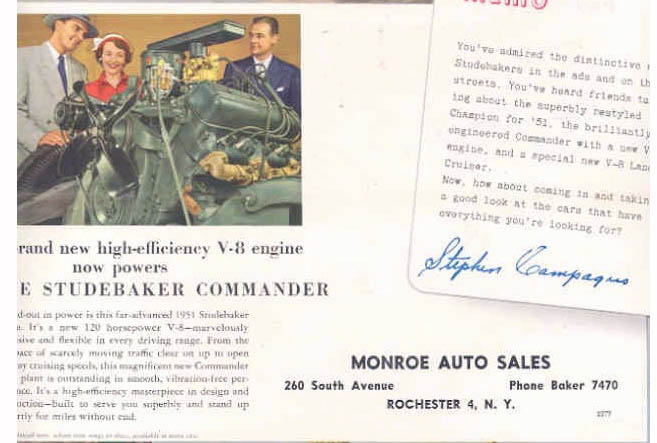 MEMO
You've admired the distinctive
Studebakers in the ads and on th
streets. You've heard friends ta
ing about the superbly restyled
Champion for '51, the brilliantly
engineered Commander with a new V
engine, and a special new V-8 Lan
Cruiser.
Now, how about coming in and takin
a good look at the cars that have
everything you're looking for?
Stephen Campagus
rand new high-efficiency V-8 engine
now powers
E STUDEBAKER COMMANDER
d-out in power is this far-advanced 1951 Studebaker
e. It's a new 120 horsepower V-8—marvelously
sive and flexible in every driving range. From the
pace of scarcely moving traffic clear on up to open
ay cruising speeds, this magnificent new Commander
plant is outstanding in smooth, vibration-free per-
nce. It's a high-efficiency masterpiece in design and
uction—built to serve you superbly and stand up
rtly for miles without end.
MONROE AUTO SALES
260 South Avenue Phone Baker 7470
ROCHESTER 4, N. Y.